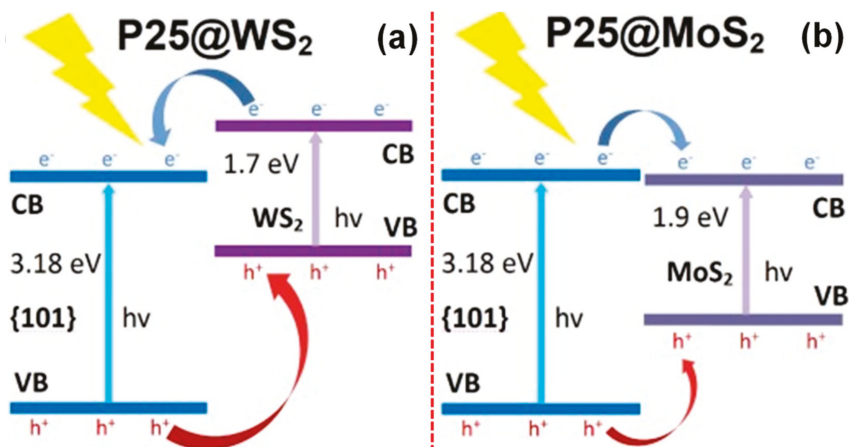 P25@WS₂ (a)
e⁻ e⁻ e⁻
e⁻ e⁻ e⁻
CB
1.7 eV
CB
WS₂ hν
VB
3.18 eV
h⁺ h⁺ h⁺
{101} hν
VB
h⁺ h⁺ h⁺
P25@MoS₂ (b)
e⁻ e⁻ e⁻
e⁻ e⁻ e⁻
CB
1.9 eV
CB
3.18 eV
MoS₂ hν
VB
{101} hν
h⁺ h⁺ h⁺
VB
h⁺ h⁺ h⁺